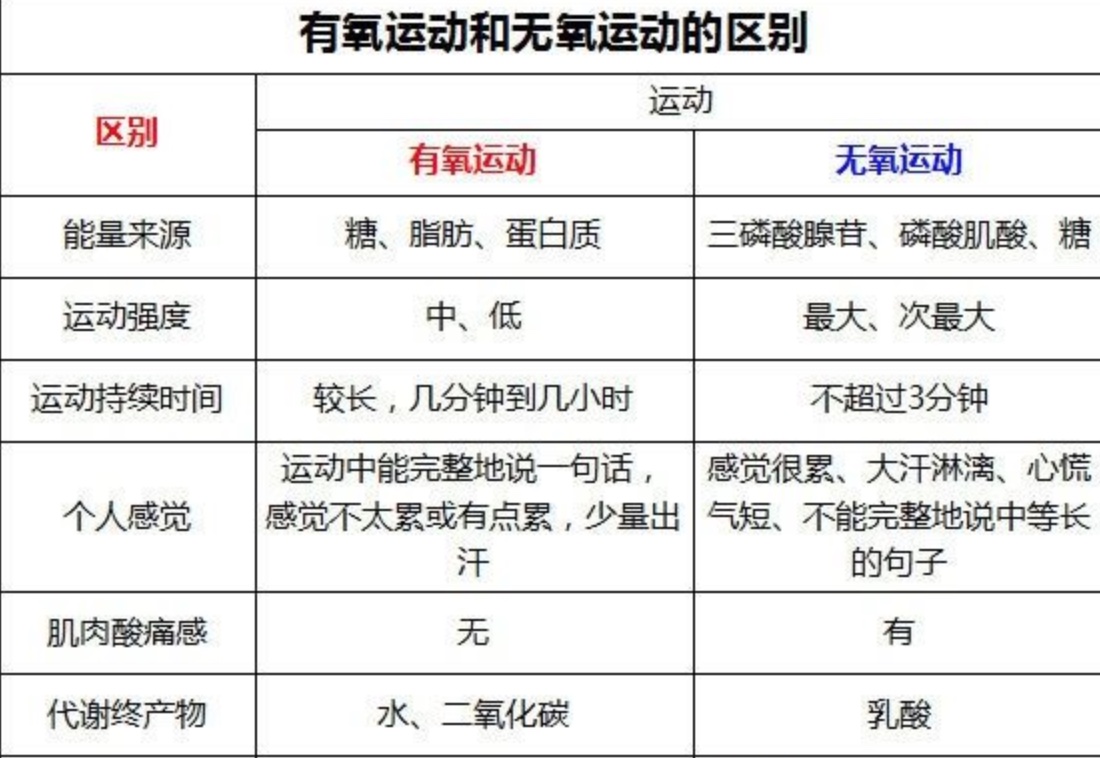 有氧运动和无氧运动的区别
区别
运动
有氧运动
无氧运动
能量来源
糖、脂肪、蛋白质
三磷酸腺苷、磷酸肌酸、糖
运动强度
中、低
最大、次最大
运动持续时间
较长，几分钟到几小时
不超过3分钟
个人感觉
运动中能完整地说一句话，
感觉不太累或有点累，少量出
汗
感觉很累、大汗淋漓、心慌
气短、不能完整地说中等长
的句子
肌肉酸痛感
无
有
代谢终产物
水、二氧化碳
乳酸